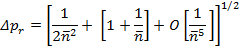 Δp_r = [ 1/(2n̅²) + [1 + 1/n̅] + O [1/n̅⁵] ]^{1/2}